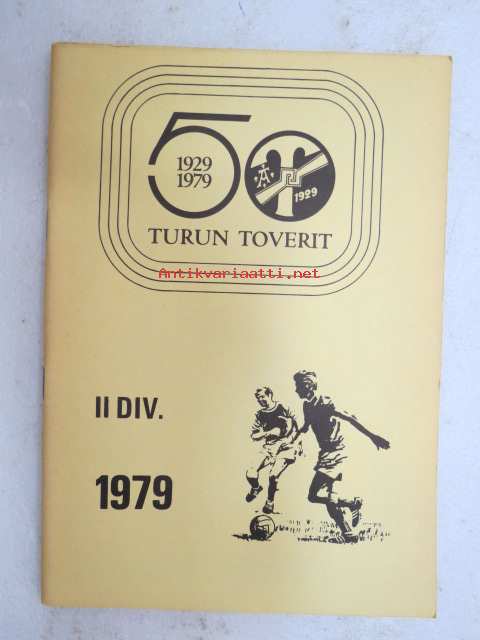 50
1929
1979
1929
TURUN TOVERIT
Antikvariaatti.net
II DIV.
1979